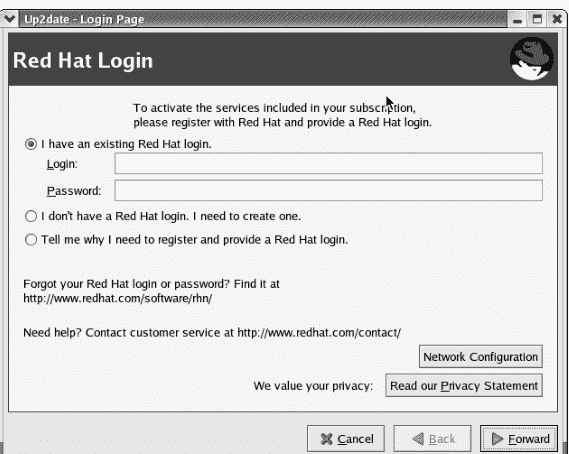 Up2date - Login Page
Red Hat Login
To activate the services included in your subscription,
please register with Red Hat and provide a Red Hat login.
I have an existing Red Hat login.
Login:
Password:
I don't have a Red Hat login. I need to create one.
Tell me why I need to register and provide a Red Hat login.
Forgot your Red Hat login or password? Find it at
http://www.redhat.com/software/rhn/
Need help? Contact customer service at http://www.redhat.com/contact/
Network Configuration
We value your privacy: Read our Privacy Statement
Cancel Back Forward